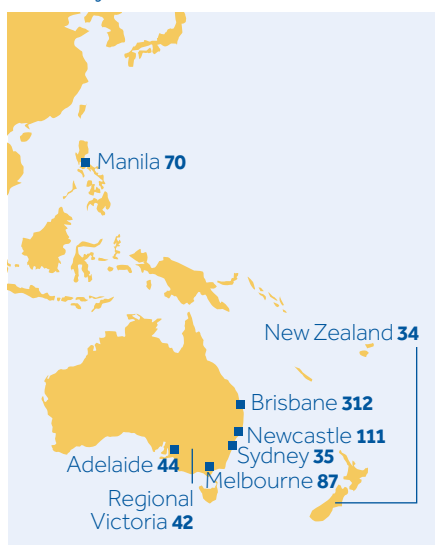 Manila 70
New Zealand 34
Brisbane 312
Newcastle 111
Sydney 35
Adelaide 44
Melbourne 87
Regional
Victoria 42